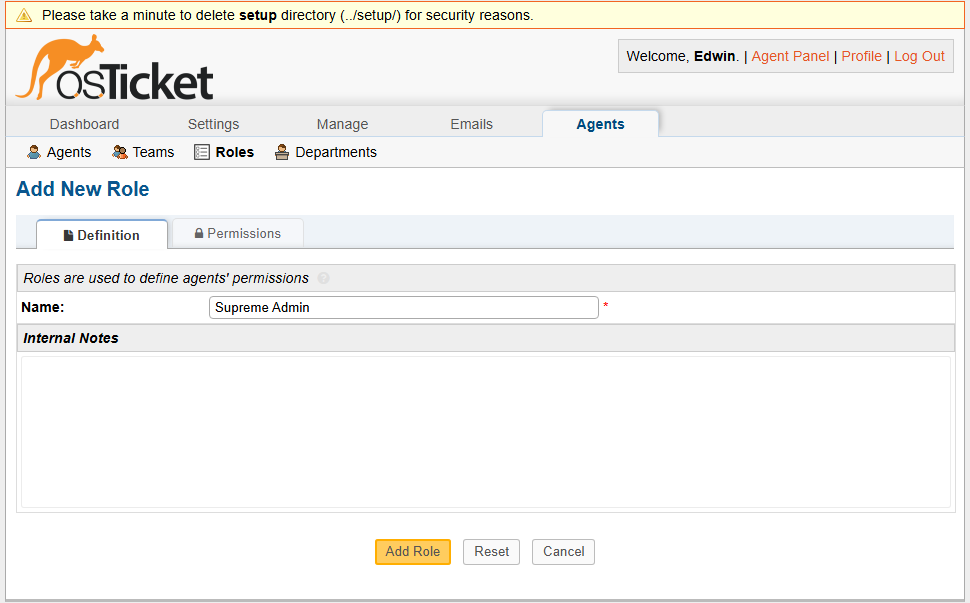 Please take a minute to delete setup directory (../setup/) for security reasons.
osTicket
Welcome, Edwin. | Agent Panel | Profile | Log Out
Dashboard Settings Manage Emails Agents
Agents Teams Roles Departments
Add New Role
Definition Permissions
Roles are used to define agents' permissions ?
Name: Supreme Admin *
Internal Notes
Add Role Reset Cancel